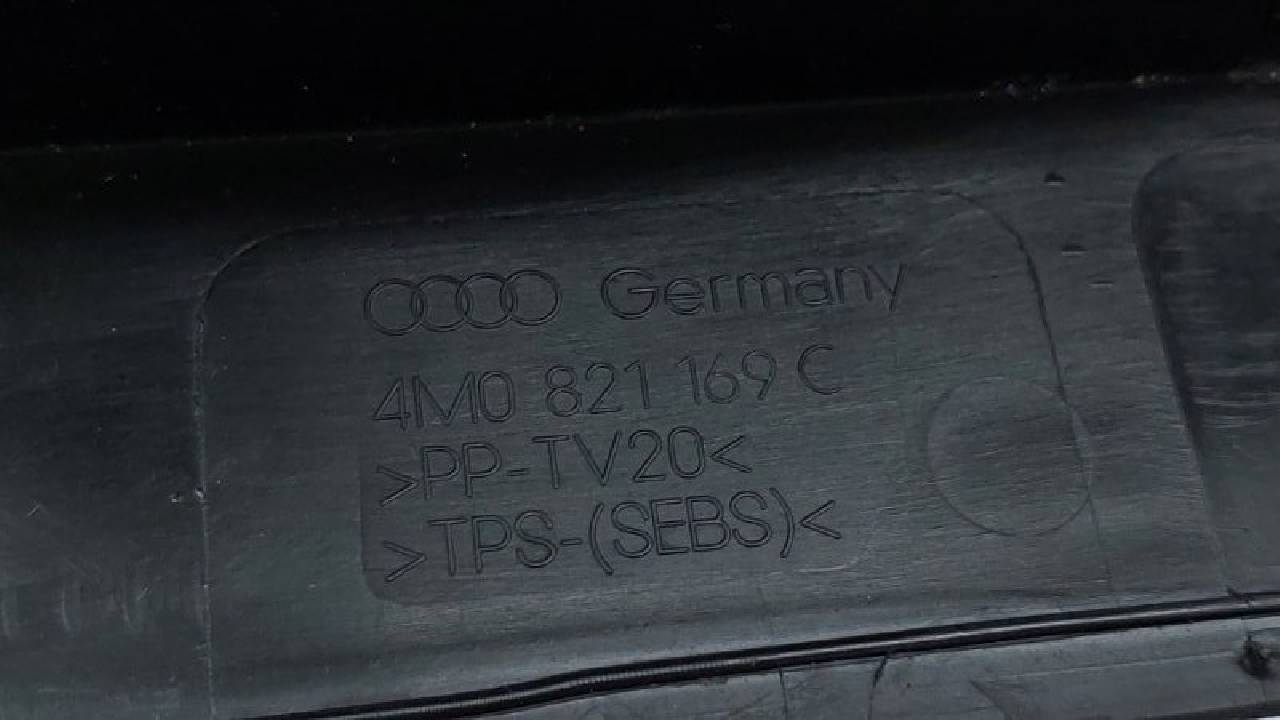 Germany
4M0 821 169 C
>PP-TV20<
>TPS-(SEBS)<